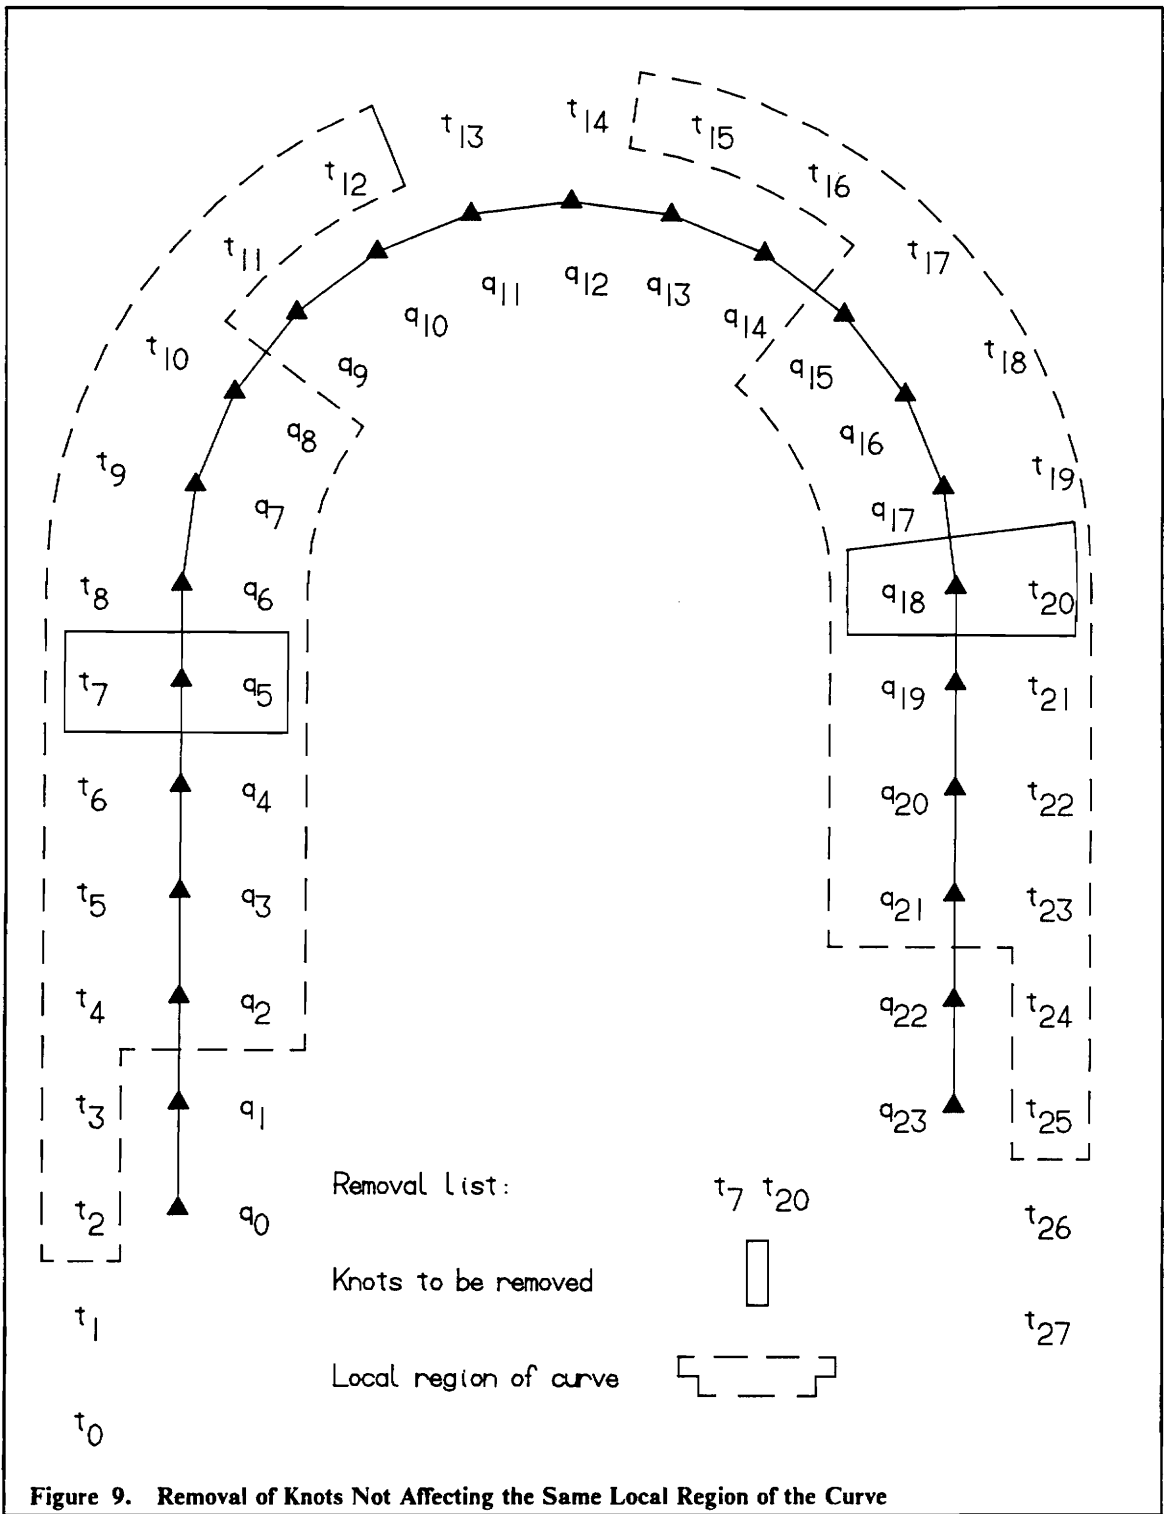 t13
t14
t15
t12
t16
t11
t17
q11
q12
q13
q10
q14
t10
t18
q9
q15
q8
q16
t9
t19
q7
q17
t8
q6
q18
t20
t7
q5
q19
t21
t6
q4
q20
t22
t5
q3
q21
t23
t4
q2
q22
t24
t3
q1
q23
t25
t2
q0
Removal list: t7 t20
t26
Knots to be removed
t1
t27
Local region of curve
t0
Figure 9. Removal of Knots Not Affecting the Same Local Region of the Curve